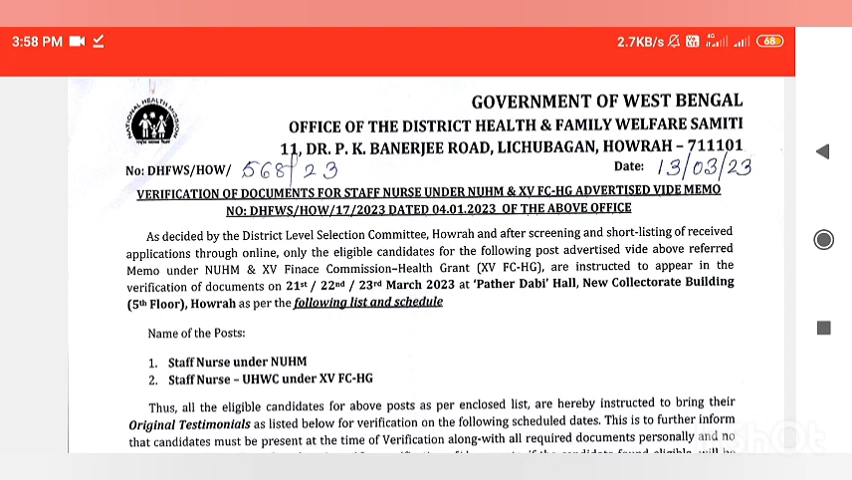 3:58 PM
2.7KB/s 4G 68
NATIONAL HEALTH MISSION
GOVERNMENT OF WEST BENGAL
OFFICE OF THE DISTRICT HEALTH & FAMILY WELFARE SAMITI
11, DR. P. K. BANERJEE ROAD, LICHUBAGAN, HOWRAH – 711101
No: DHFWS/HOW/ 568/23 Date: 13/03/23
VERIFICATION OF DOCUMENTS FOR STAFF NURSE UNDER NUHM & XV FC-HG ADVERTISED VIDE MEMO
NO: DHFWS/HOW/17/2023 DATED 04.01.2023 OF THE ABOVE OFFICE
As decided by the District Level Selection Committee, Howrah and after screening and short-listing of received
applications through online, only the eligible candidates for the following post advertised vide above referred
Memo under NUHM & XV Finace Commission–Health Grant (XV FC-HG), are instructed to appear in the
verification of documents on 21st / 22nd / 23rd March 2023 at ‘Pather Dabi’ Hall, New Collectorate Building
(5th Floor), Howrah as per the following list and schedule
Name of the Posts:
1. Staff Nurse under NUHM
2. Staff Nurse – UHWC under XV FC-HG
Thus, all the eligible candidates for above posts as per enclosed list, are hereby instructed to bring their
Original Testimonials as listed below for verification on the following scheduled dates. This is to further inform
that candidates must be present at the time of Verification along-with all required documents personally and no